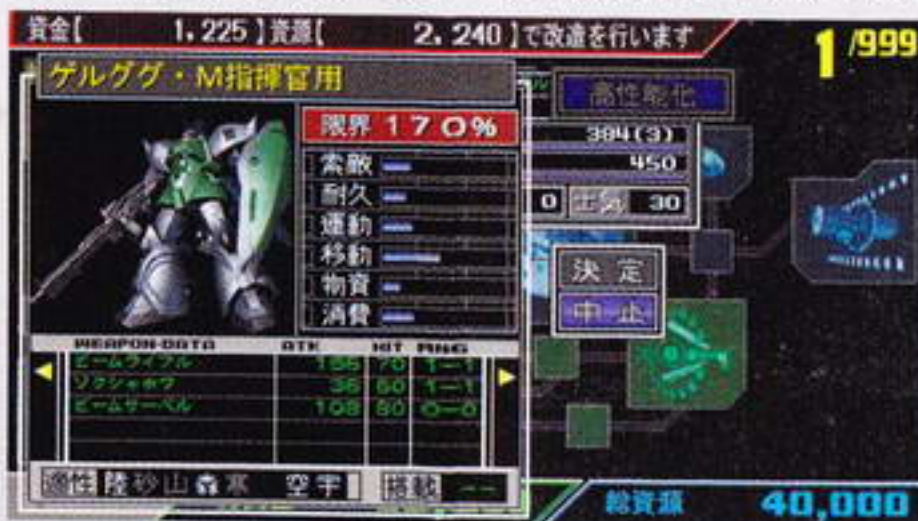 資金【 1,225】資源【 2,240】で改造を行います
1/999
ゲルググ・M指揮官用
高性能化
限界 170%
384(3)
索敵
450
耐久
0 士気 30
運動
移動
決定
物資
中止
消費
WEAPON-DATA ATK HIT RNG
ビームライフル 156 70 1-1
ソクシャホウ 36 60 1-1
ビームサーベル 108 80 0-0
適性 陸砂山森寒 空宇 搭載 --
総資源 40,000